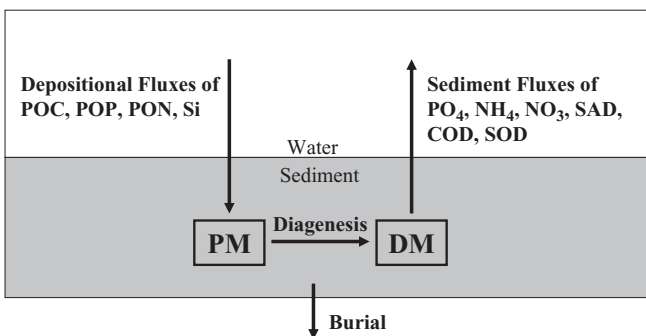 Depositional Fluxes of
POC, POP, PON, Si
Sediment Fluxes of
PO₄, NH₄, NO₃, SAD,
COD, SOD
Water
Sediment
PM
Diagenesis
DM
Burial